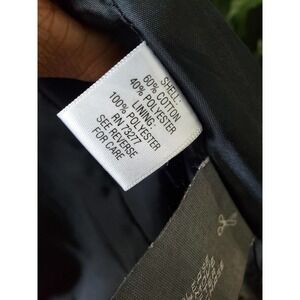 SHELL:
60% COTTON
40% POLYESTER
LINING:
100% POLYESTER
RN 73277
SEE REVERSE
FOR CARE